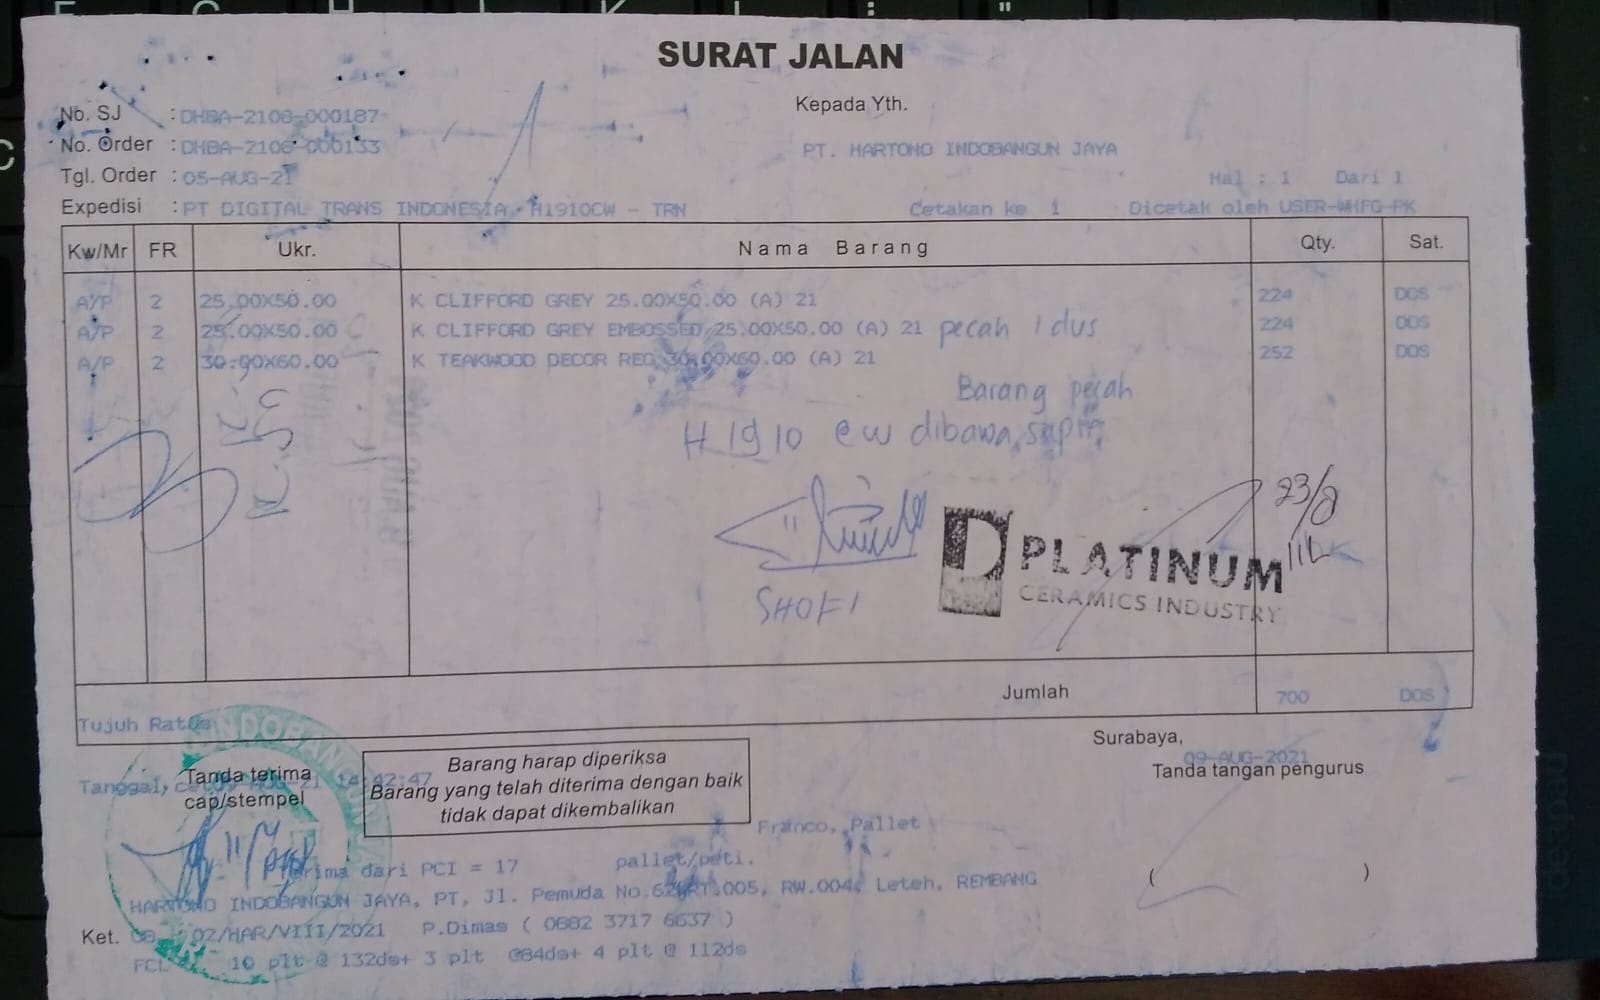 SURAT JALAN
No. SJ : DHBA-2108-000187
No. Order : DHBA-2108-000133
Tgl. Order : 05-AUG-21
Expedisi : PT DIGITAL TRANS INDONESIA - H1910CW - TRN
Kepada Yth.
PT. HARTONO INDOBANGUN JAYA
Hal : 1 Dari 1
Cetakan ke 1 Dicetak oleh USER-WHFG-PK
Kw/Mr FR Ukr. Nama Barang Qty. Sat.
A/P 2 25.00X50.00 K CLIFFORD GREY 25.00X50.00 (A) 21 224 DOS
A/P 2 25.00X50.00 K CLIFFORD GREY EMBOSSED 25.00X50.00 (A) 21 pecah 1 dus 224 DOS
A/P 2 30.00X60.00 K TEAKWOOD DECOR RED 30.00X60.00 (A) 21 252 DOS
Barang pecah
H 1910 CW dibawa supir
23/8
PLATINUM
CERAMICS INDUSTRY
SHOFI
Jumlah 700 DOS
Tujuh Ratus
Surabaya,
09-AUG-2021
Tanda tangan pengurus
( )
Tanda terima
cap/stempel
Tanggal, 14:42:47
Barang harap diperiksa
Barang yang telah diterima dengan baik
tidak dapat dikembalikan
Franco, Pallet
dari PCI = 17 pallet/peti.
HARTONO INDOBANGUN JAYA, PT, Jl. Pemuda No.62 RT.005, RW.004, Leteh, REMBANG
Ket. 02/HAR/VIII/2021 P.Dimas ( 0882 3717 6637 )
FCL 10 plt @ 132ds+ 3 plt @84ds+ 4 plt @ 112ds